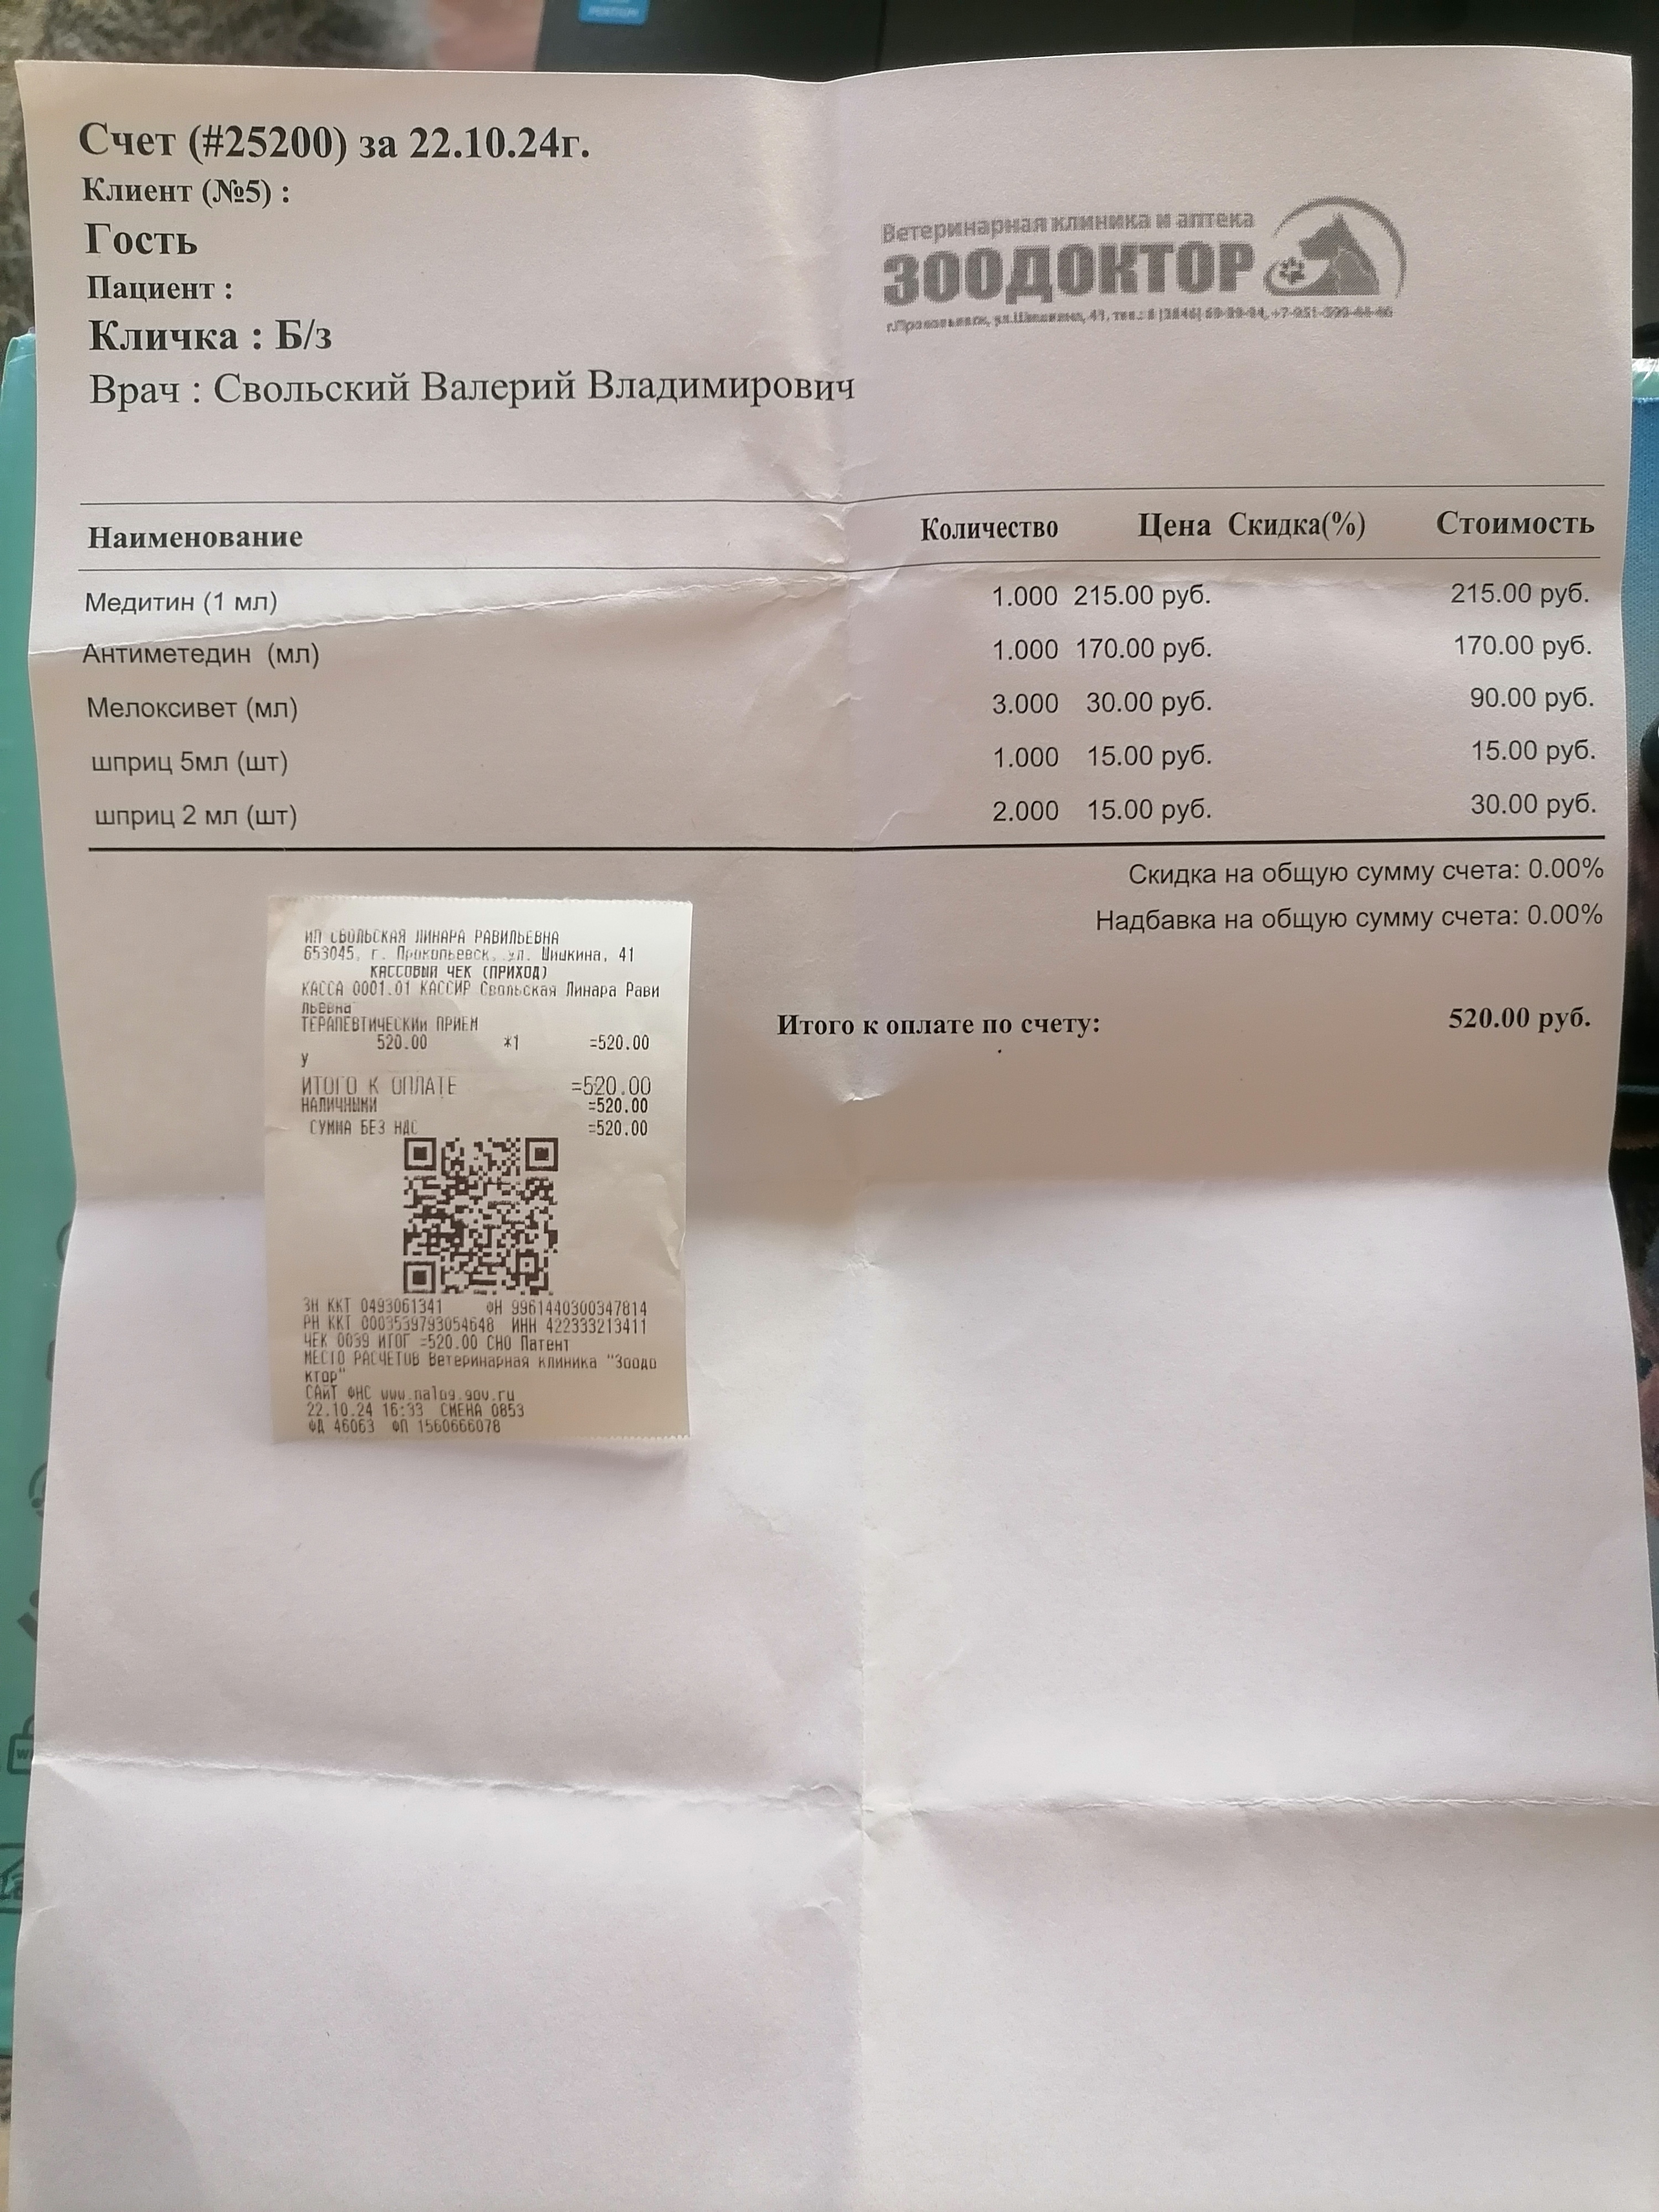 Счет (#25200) за 22.10.24г.
Клиент (№5) :
Гость
Пациент :
Кличка : Б/з
Врач : Свольский Валерий Владимирович
Ветеринарная клиника и аптека
ЗООДОКТОР
г.Прокопьевск, ул.Шишкина, 41, тел.: 8 (3846)
Наименование Количество Цена Скидка(%) Стоимость
Медитин (1 мл) 1.000 215.00 руб. 215.00 руб.
Антиметедин (мл) 1.000 170.00 руб. 170.00 руб.
Мелоксивет (мл) 3.000 30.00 руб. 90.00 руб.
шприц 5мл (шт) 1.000 15.00 руб. 15.00 руб.
шприц 2 мл (шт) 2.000 15.00 руб. 30.00 руб.
Скидка на общую сумму счета: 0.00%
Надбавка на общую сумму счета: 0.00%
Итого к оплате по счету: 520.00 руб.
ИП СВОЛЬСКАЯ ЛИНАРА РАВИЛЬЕВНА
653045, г. Прокопьевск, ул. Шишкина, 41
КАССОВЫЙ ЧЕК (ПРИХОД)
КАССА 0001.01 КАССИР Свольская Линара Рави
льевна
ТЕРАПЕВТИЧЕСКИЙ ПРИЕМ
520.00 *1 =520.00
У
ИТОГО К ОПЛАТЕ =520.00
НАЛИЧНЫМИ =520.00
СУММА БЕЗ НДС =520.00
ЗН ККТ 0493061341 ФН 9961440300347814
РН ККТ 0003539793054648 ИНН 422333213411
ЧЕК 0039 ИТОГ =520.00 СНО Патент
МЕСТО РАСЧЕТОВ Ветеринарная клиника "Зоодо
ктор"
САЙТ ФНС www.nalog.gov.ru
22.10.24 16:33 СМЕНА 0853
ФД 46063 ФП 1560666078
PENTIUM